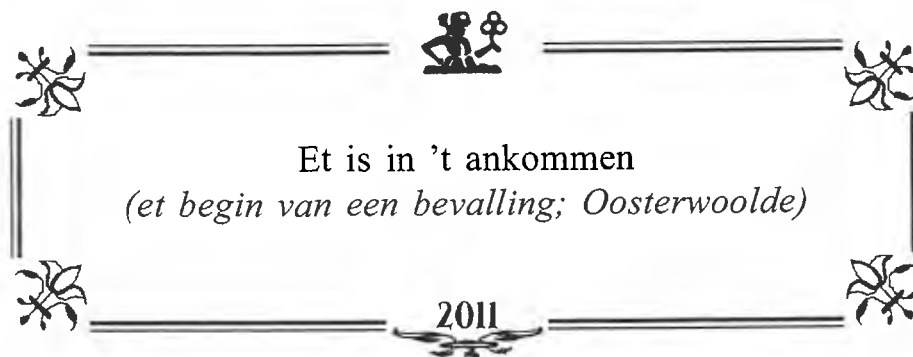 Et is in ’t ankommen
(et begin van een bevalling; Oosterwoolde)
2011